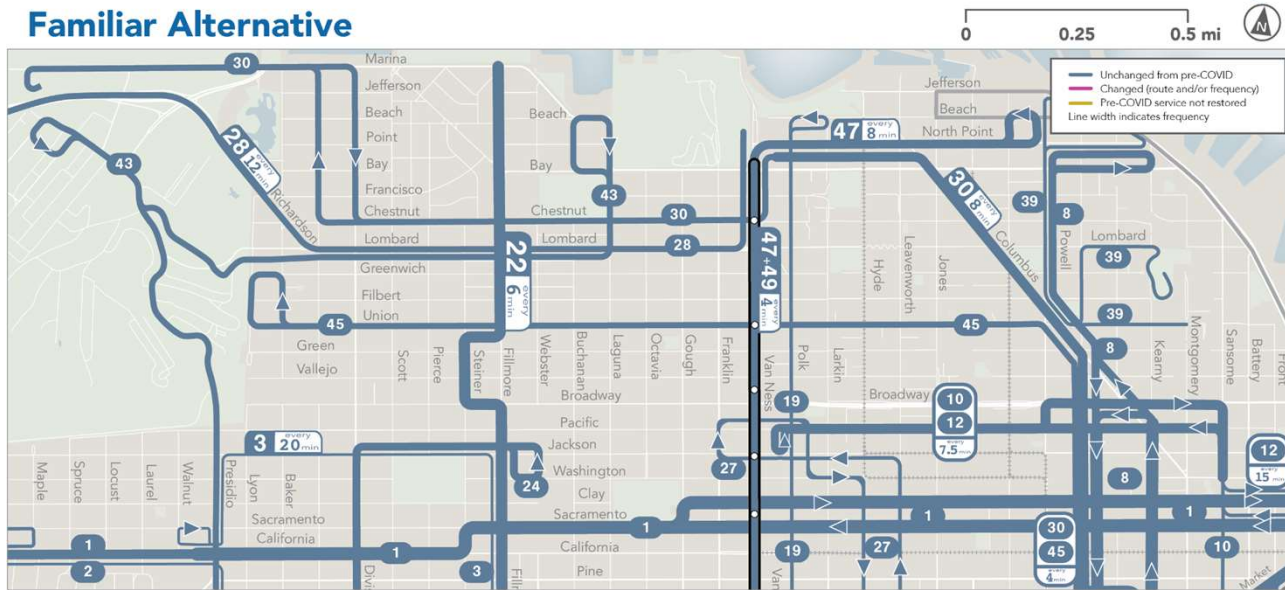 Familiar Alternative
0 0.25 0.5 mi
N
Unchanged from pre-COVID
Changed (route and/or frequency)
Pre-COVID service not restored
Line width indicates frequency
30
Marina
Jefferson
Beach
Point
Bay
Francisco
Chestnut
Lombard
Greenwich
Filbert
Union
Green
Vallejo
28 every 12 min
Richardson
43
Beach
Bay
43
Chestnut
30
Lombard
28
22 every 6 min
45
47 every 8 min
Jefferson
Beach
North Point
30 every 8 min
Columbus
39
8
Powell
Lombard
39
39
47+49 every 4 min
Hyde
Leavenworth
Jones
45
8
Scott
Pierce
Steiner
Fillmore
Webster
Buchanan
Laguna
Octavia
Gough
Franklin
Van Ness
Polk
Larkin
Kearny
Montgomery
Sansome
Battery
Front
Broadway
Pacific
Jackson
Washington
Clay
Sacramento
California
Pine
19
Broadway
10
12
every 7.5 min
12
every 15 min
3 every 20 min
24
27
8
Maple
Spruce
Locust
Laurel
Walnut
Presidio
Lyon
Baker
Sacramento
California
1
1
1
1
1
2
3
Divi
Fillm
19
Van
27
30
45
every 4 min
10
Market